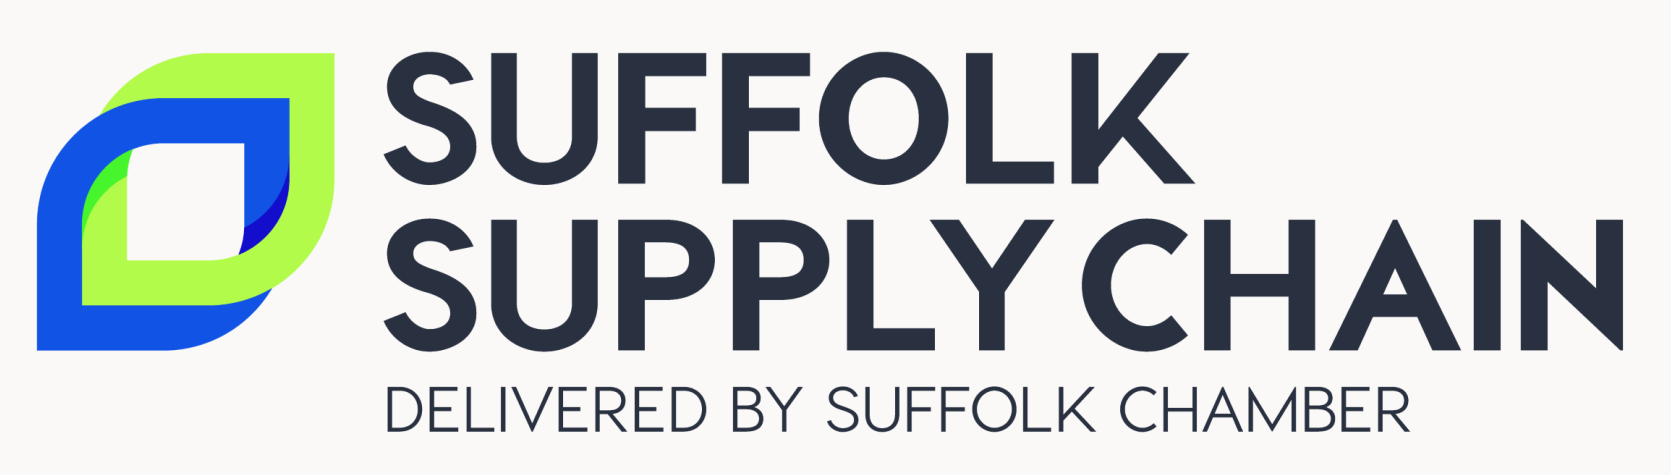 SUFFOLK
SUPPLY CHAIN
DELIVERED BY SUFFOLK CHAMBER